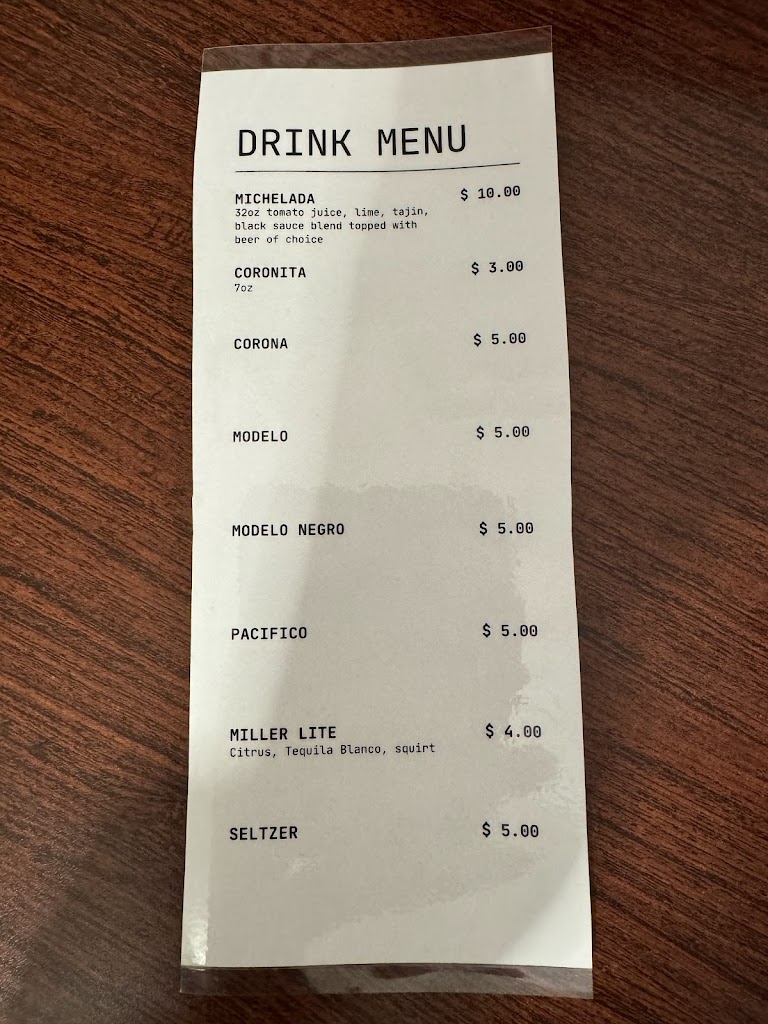 DRINK MENU
MICHELADA $ 10.00
32oz tomato juice, lime, tajin,
black sauce blend topped with
beer of choice
CORONITA $ 3.00
7oz
CORONA $ 5.00
MODELO $ 5.00
MODELO NEGRO $ 5.00
PACIFICO $ 5.00
MILLER LITE $ 4.00
Citrus, Tequila Blanco, squirt
SELTZER $ 5.00